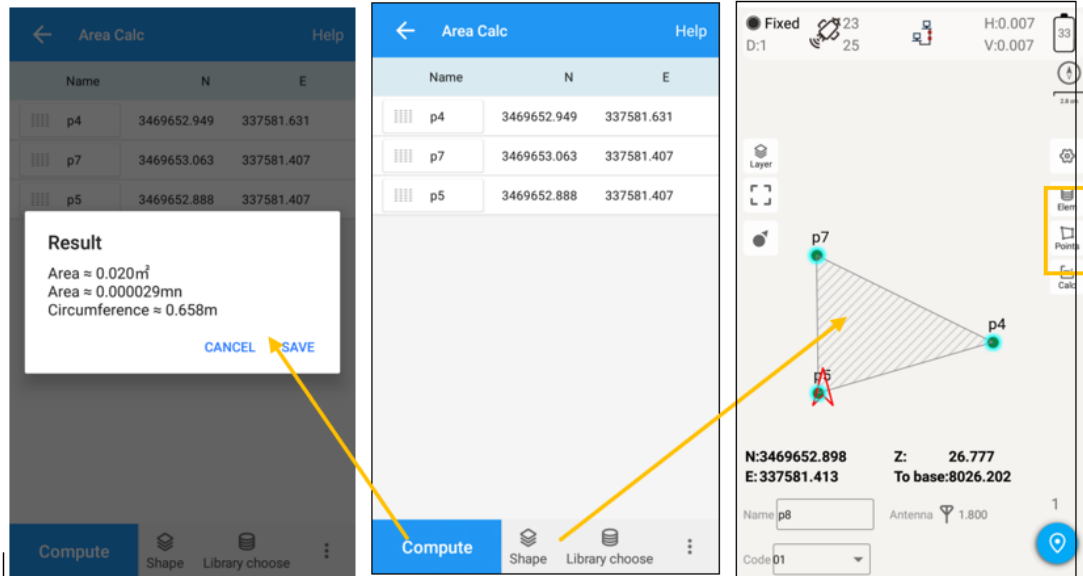 Area Calc Help
Name N E
p4 3469652.949 337581.631
p7 3469653.063 337581.407
p5 3469652.888 337581.407
Result
Area ≈ 0.020㎡
Area ≈ 0.000029mn
Circumference ≈ 0.658m
CANCEL SAVE
Compute Shape Library choose
Area Calc Help
Name N E
p4 3469652.949 337581.631
p7 3469653.063 337581.407
p5 3469652.888 337581.407
Compute Shape Library choose
Fixed 23 H:0.007 33
D:1 25 V:0.007
2.8 cm
Layer
Elem
Points
Calc
p7
p4
p5
N:3469652.898 Z: 26.777
E:337581.413 To base:8026.202
Name p8 Antenna 1.800 1
Code 01